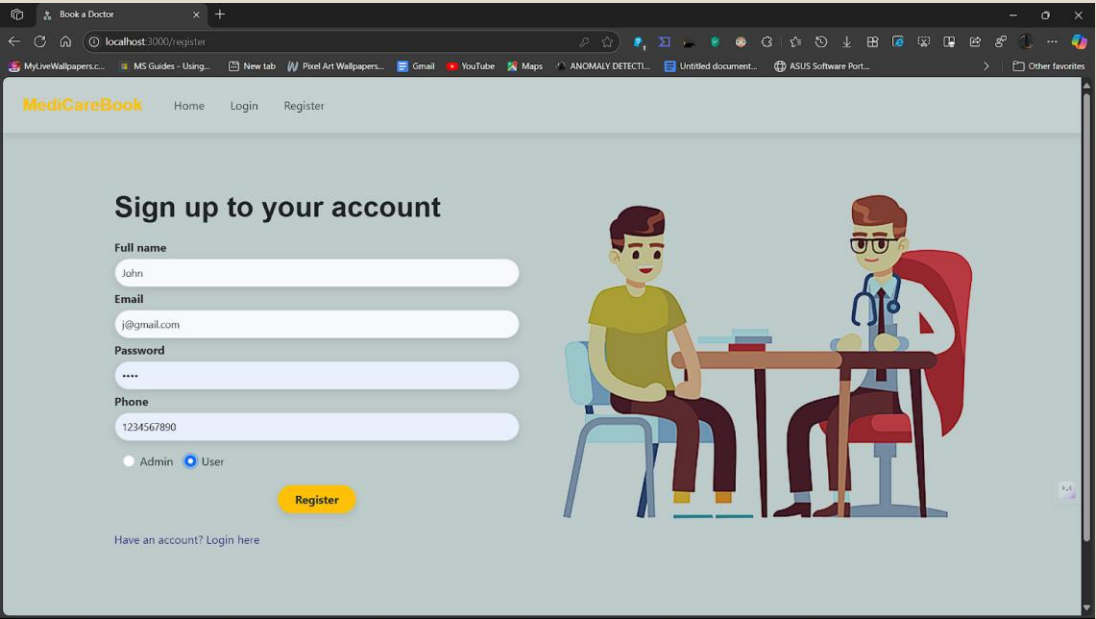 Book a Doctor
localhost:3000/register
MyLiveWallpapers.c... MS Guides - Using... New tab Pixel Art Wallpapers... Gmail YouTube Maps ANOMALY DETECTI... Untitled document... ASUS Software Port... Other favorites
MediCareBook Home Login Register
Sign up to your account
Full name
John
Email
j@gmail.com
Password
••••
Phone
1234567890
Admin User
Register
Have an account? Login here